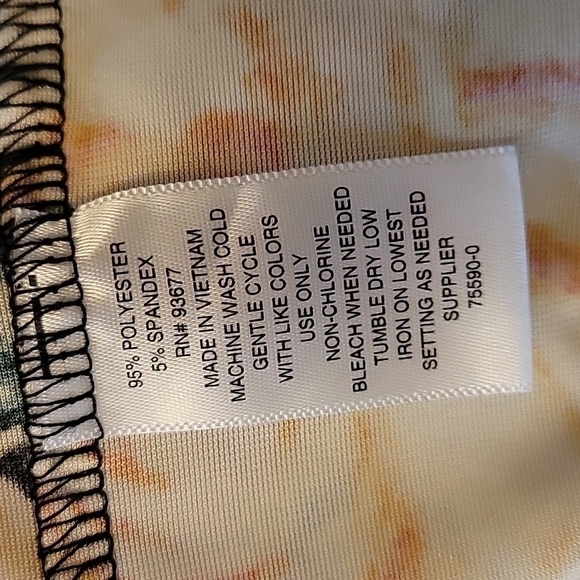 95% POLYESTER
5% SPANDEX
RN# 93677
MADE IN VIETNAM
MACHINE WASH COLD
GENTLE CYCLE
WITH LIKE COLORS
USE ONLY
NON-CHLORINE
BLEACH WHEN NEEDED
TUMBLE DRY LOW
IRON ON LOWEST
SETTING AS NEEDED
SUPPLIER
75590-0